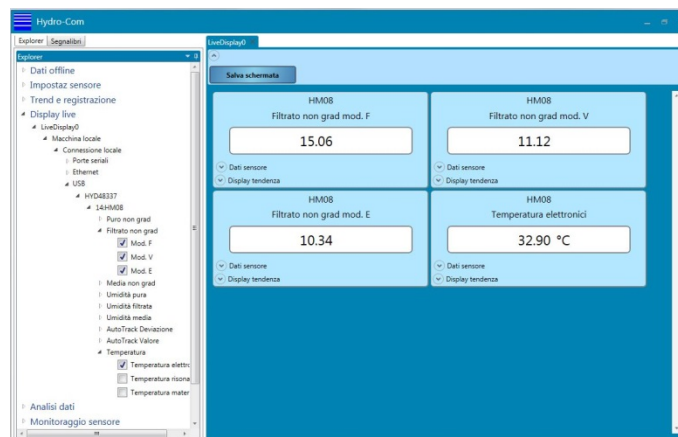 Hydro-Com
Explorer Segnalibri
Explorer
Dati offline
Impostaz sensore
Trend e registrazione
Display live
LiveDisplay0
Macchina locale
Connessione locale
Porte seriali
Ethernet
USB
HYD48337
14:HM08
Puro non grad
Filtrato non grad
Mod. F
Mod. V
Mod. E
Media non grad
Umidità pura
Umidità filtrata
Umidità media
AutoTrack Deviazione
AutoTrack Valore
Temperatura
Temperatura elettro
Temperatura risona
Temperatura mater
Analisi dati
Monitoraggio sensore
LiveDisplay0
Salva schermata
HM08
Filtrato non grad mod. F
15.06
Dati sensore
Display tendenza
HM08
Filtrato non grad mod. V
11.12
Dati sensore
Display tendenza
HM08
Filtrato non grad mod. E
10.34
Dati sensore
Display tendenza
HM08
Temperatura elettronici
32.90 °C
Dati sensore
Display tendenza